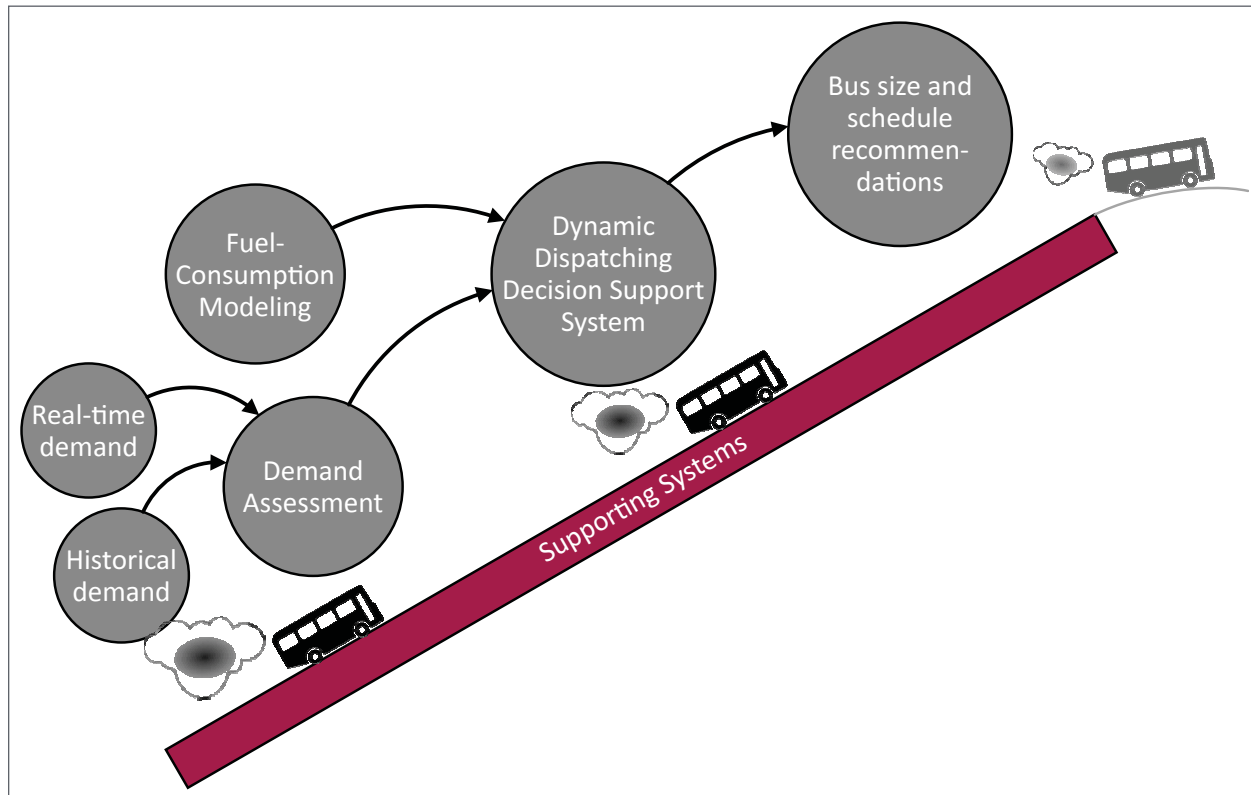 Bus size and
schedule
recommen-
dations
Dynamic
Dispatching
Decision Support
System
Fuel-
Consumption
Modeling
Real-time
demand
Demand
Assessment
Historical
demand
Supporting Systems